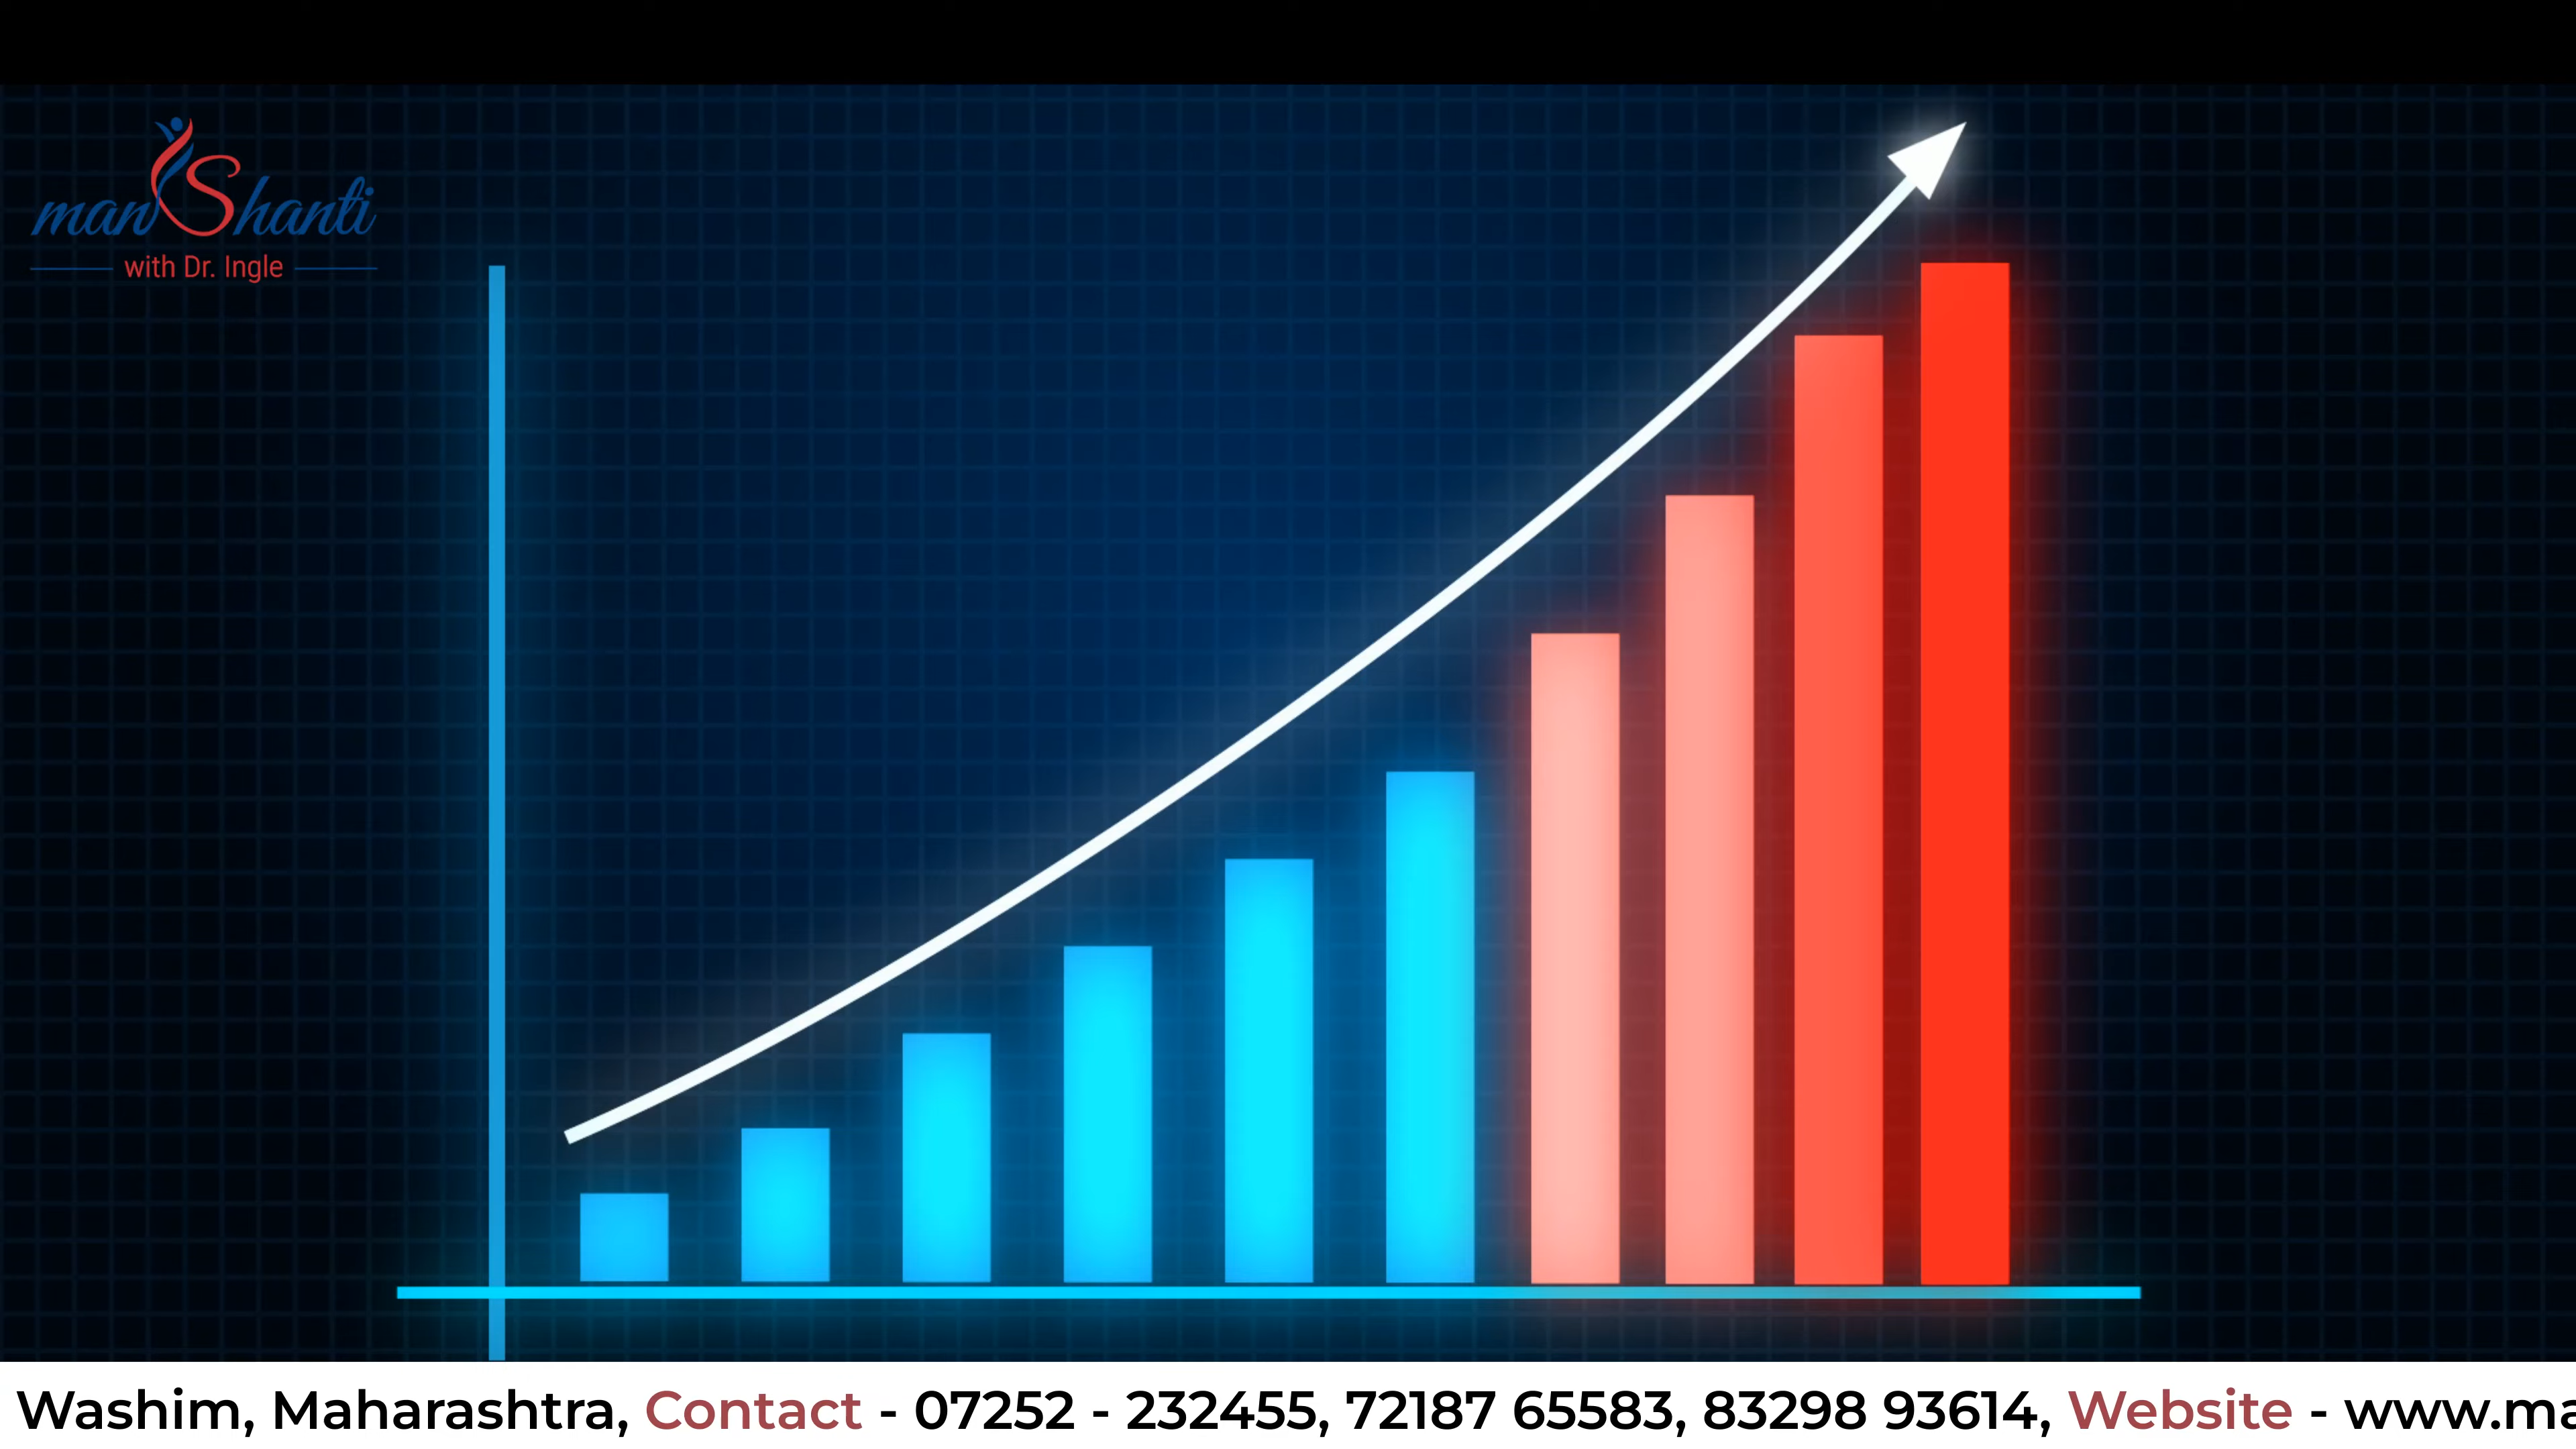 manShanti
with Dr. Ingle
Washim, Maharashtra, Contact - 07252 - 232455, 72187 65583, 83298 93614, Website - www.ma